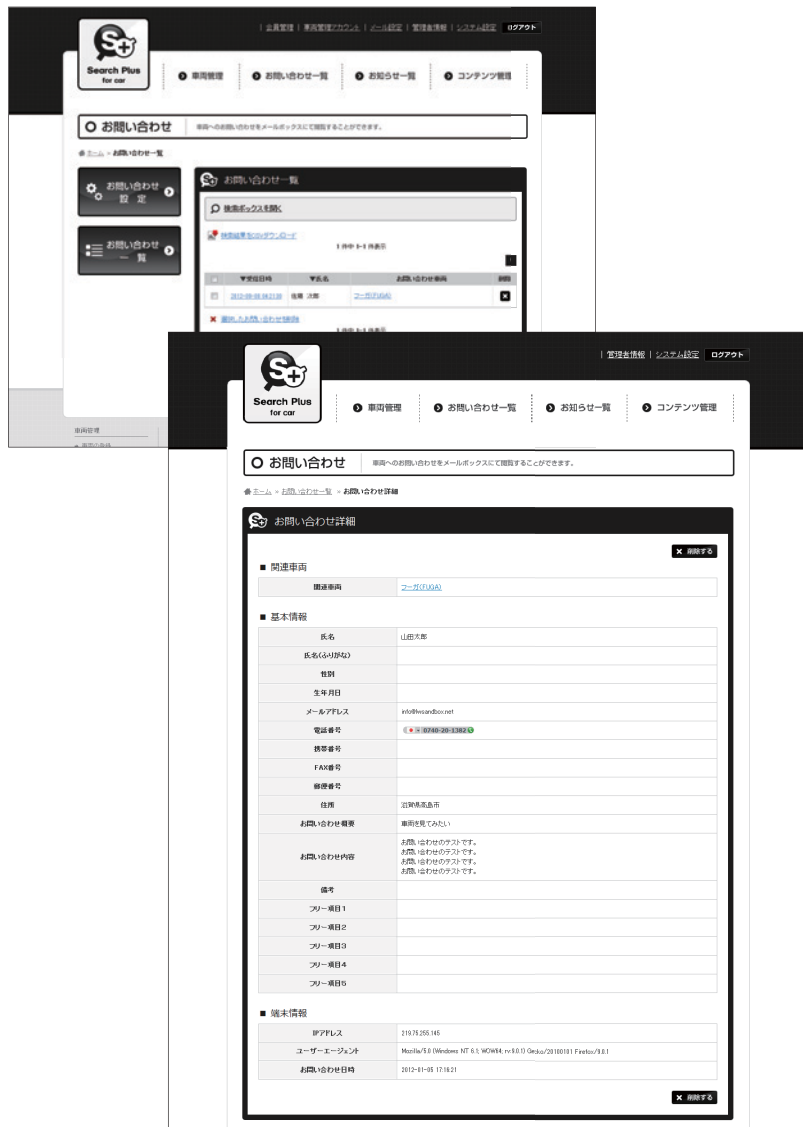 | 会員管理 | 車両管理アカウント | メール設定 | 管理者情報 | システム設定 ログアウト
Search Plus
for car
車両管理 お問い合わせ一覧 お知らせ一覧 コンテンツ管理
お問い合わせ 車両へのお問い合わせをメールボックスにて閲覧することができます。
ホーム » お問い合わせ一覧
お問い合わせ
設 定
お問い合わせ
一 覧
お問い合わせ一覧
検索ボックスを開く
検索結果をCSVダウンロード
1 件中 1-1 件表示
1
▼受信日時 ▼氏名 お問い合わせ車両 削除
次郎 フーガ(FUGA)
選択したお問い合わせを削除
1 件中 1-1 件表示
車両管理
| 管理者情報 | システム設定 ログアウト
Search Plus
for car
車両管理 お問い合わせ一覧 お知らせ一覧 コンテンツ管理
お問い合わせ 車両へのお問い合わせをメールボックスにて閲覧することができます。
ホーム » お問い合わせ一覧 » お問い合わせ詳細
お問い合わせ詳細
× 削除する
■ 関連車両
関連車両 フーガ(FUGA)
■ 基本情報
氏名 山田太郎
氏名(ふりがな)
性別
生年月日
メールアドレス info@lwsandbox.net
電話番号 0740-20-1382
携帯番号
FAX番号
郵便番号
住所 滋賀県高島市
お問い合わせ概要 車両を見てみたい
お問い合わせ内容 お問い合わせのテストです。
お問い合わせのテストです。
お問い合わせのテストです。
お問い合わせのテストです。
備考
フリー項目1
フリー項目2
フリー項目3
フリー項目4
フリー項目5
■ 端末情報
IPアドレス 219.75.255.145
ユーザーエージェント Mozilla/5.0 (Windows NT 6.1; WOW64; rv:9.0.1) Gecko/20100101 Firefox/9.0.1
お問い合わせ日時 2012-01-05 17:16:21
× 削除する